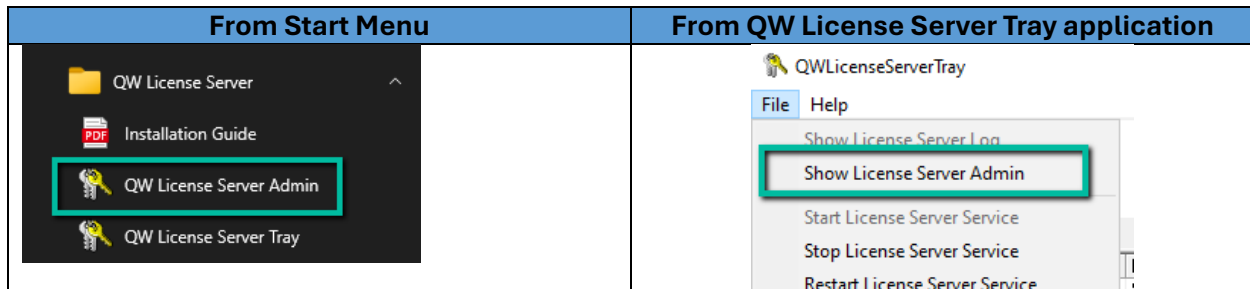 From Start Menu
From QW License Server Tray application
QW License Server
PDF
Installation Guide
QW License Server Admin
QW License Server Tray
QWLicenseServerTray
File Help
Show License Server Log
Show License Server Admin
Start License Server Service
Stop License Server Service
Restart License Server Service